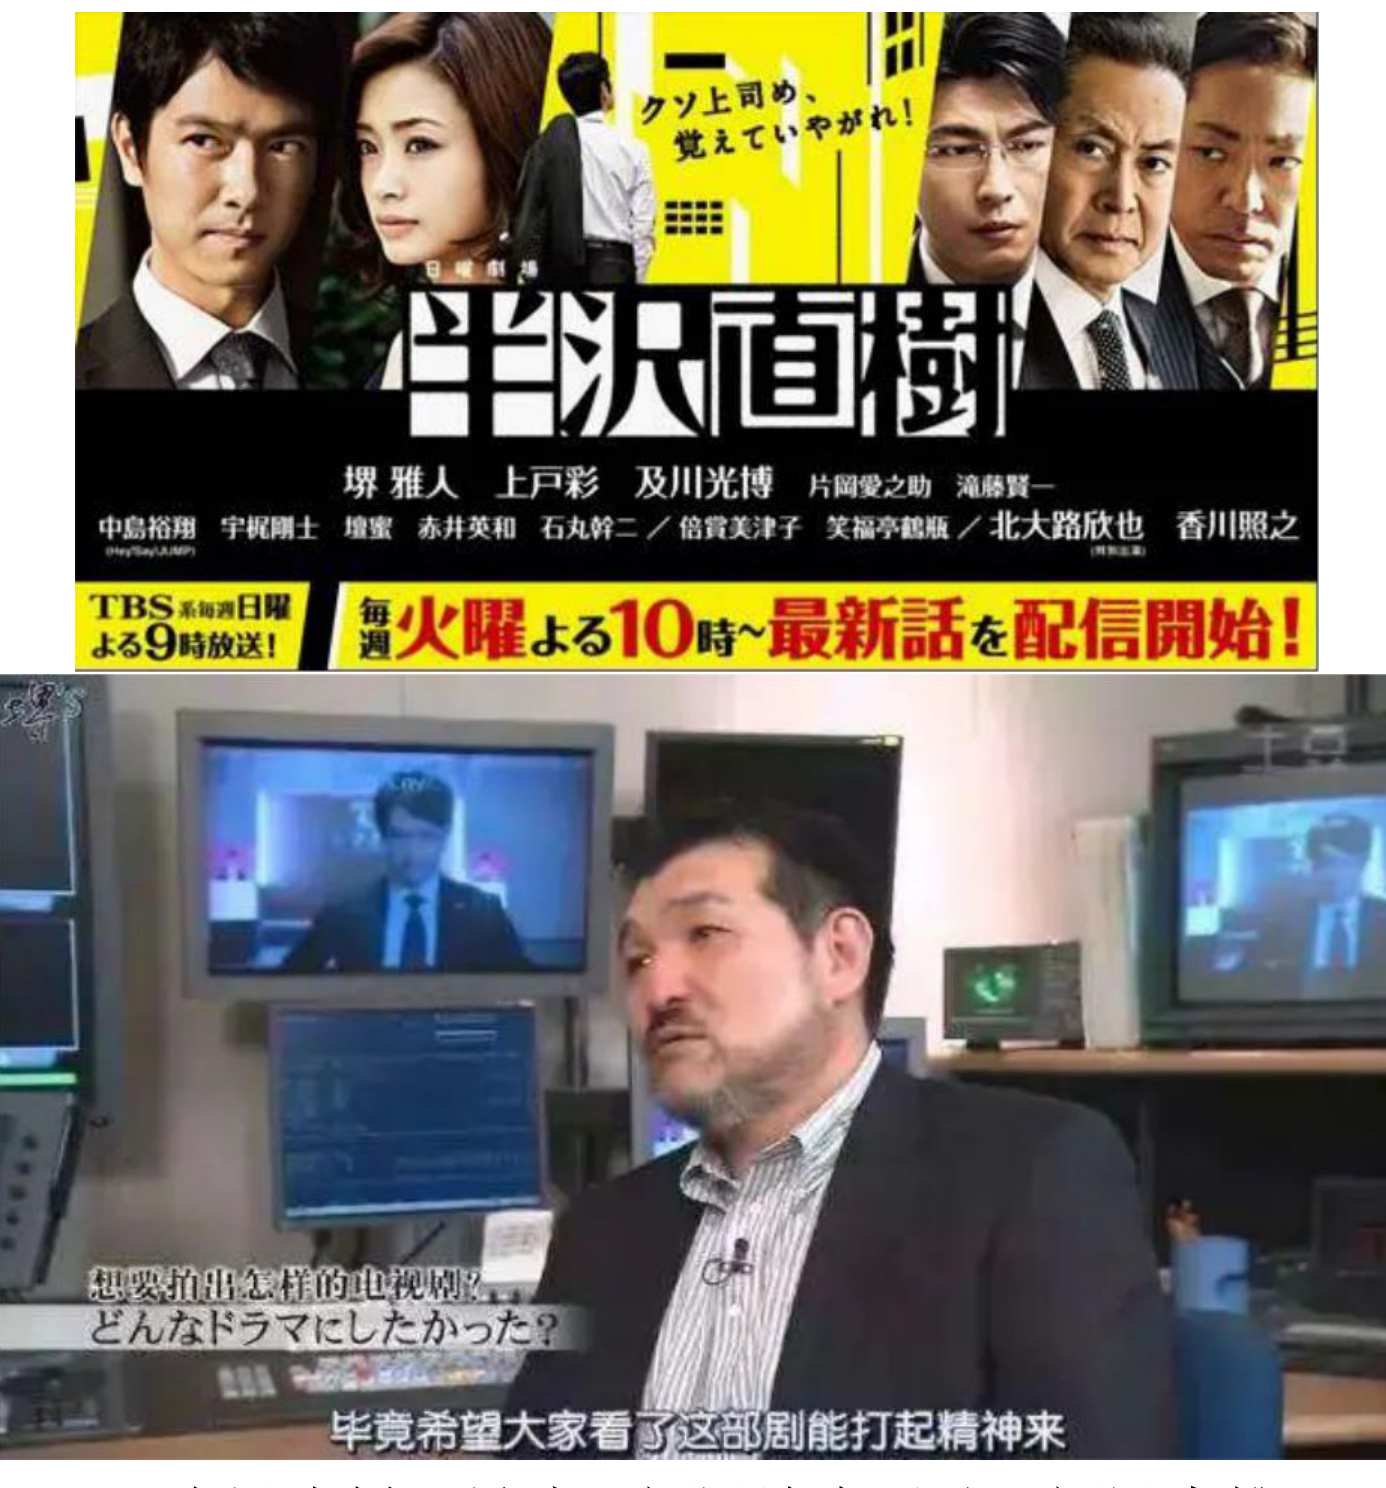 クソ上司め、
覚えていやがれ！
日曜劇場
半沢直樹
堺 雅人 上戸彩 及川光博 片岡愛之助 滝藤賢一
中島裕翔 宇梶剛士 壇蜜 赤井英和 石丸幹二／倍賞美津子 笑福亭鶴瓶／北大路欣也 香川照之
(Hey!Say!JUMP) (特別出演)
TBS系毎週日曜
よる9時放送！
毎週火曜よる10時～最新話を配信開始！
想要拍出怎样的电视剧？
どんなドラマにしたかった？
毕竟希望大家看了这部剧能打起精神来